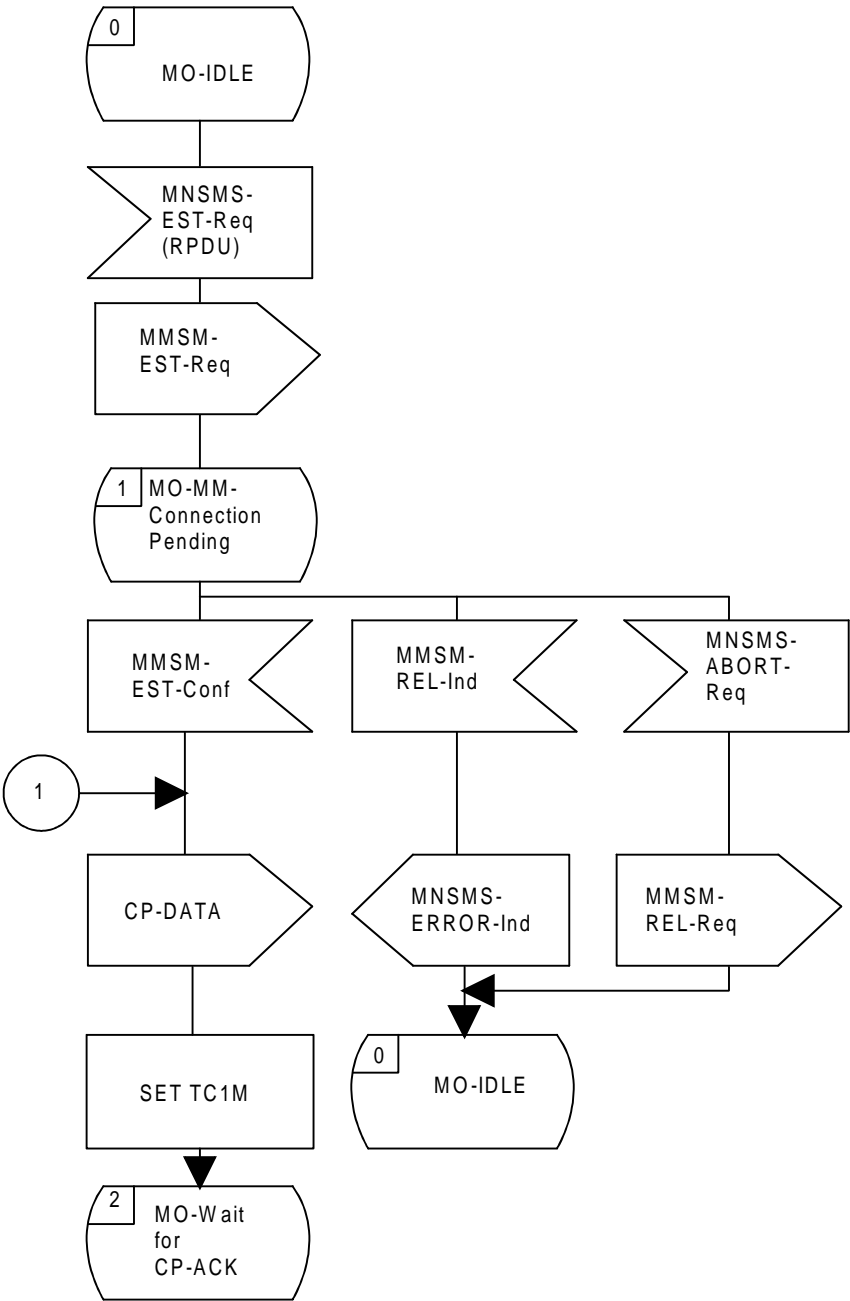 0
MO-IDLE
MNSMS-
EST-Req
(RPDU)
MMSM-
EST-Req
1
MO-MM-
Connection
Pending
MMSM-
EST-Conf
MMSM-
REL-Ind
MNSMS-
ABORT-
Req
1
CP-DATA
MNSMS-
ERROR-Ind
MMSM-
REL-Req
SET TC1M
0
MO-IDLE
2
MO-Wait
for
CP-ACK